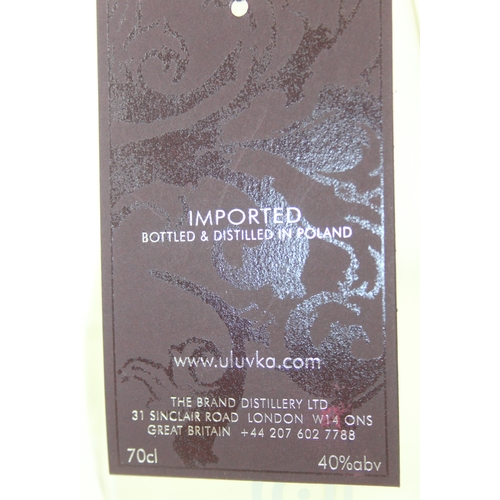 IMPORTED
BOTTLED & DISTILLED IN POLAND
www.uluvka.com
THE BRAND DISTILLERY LTD
31 SINCLAIR ROAD LONDON W14 ONS
GREAT BRITAIN +44 207 602 7788
70cl 40%abv